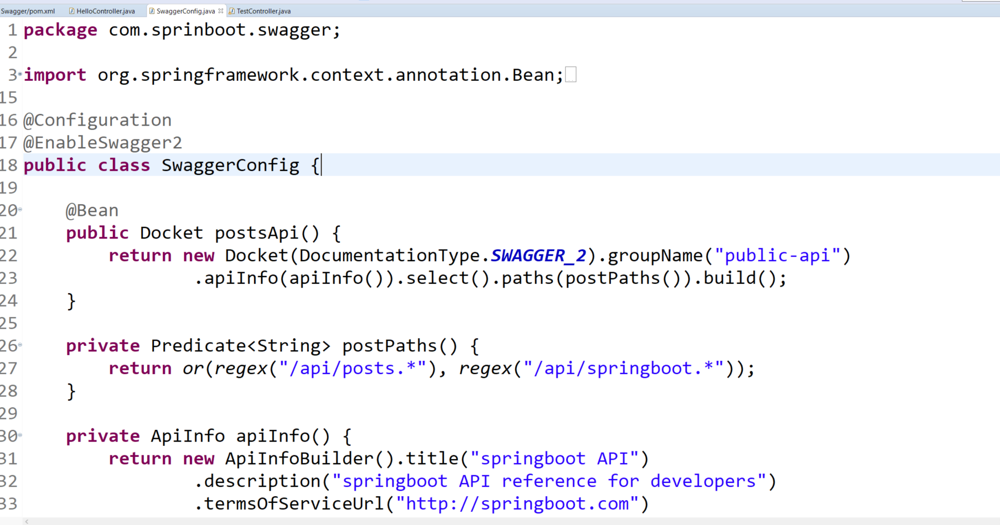 Swagger/pom.xml HelloController.java SwaggerConfig.java TestController.java
1 package com.sprinboot.swagger;
2
3 import org.springframework.context.annotation.Bean;
15
16 @Configuration
17 @EnableSwagger2
18 public class SwaggerConfig {
19
20 @Bean
21 public Docket postsApi() {
22 return new Docket(DocumentationType.SWAGGER_2).groupName("public-api")
23 .apiInfo(apiInfo()).select().paths(postPaths()).build();
24 }
25
26 private Predicate<String> postPaths() {
27 return or(regex("/api/posts.*"), regex("/api/springboot.*"));
28 }
29
30 private ApiInfo apiInfo() {
31 return new ApiInfoBuilder().title("springboot API")
32 .description("springboot API reference for developers")
33 .termsOfServiceUrl("http://springboot.com")